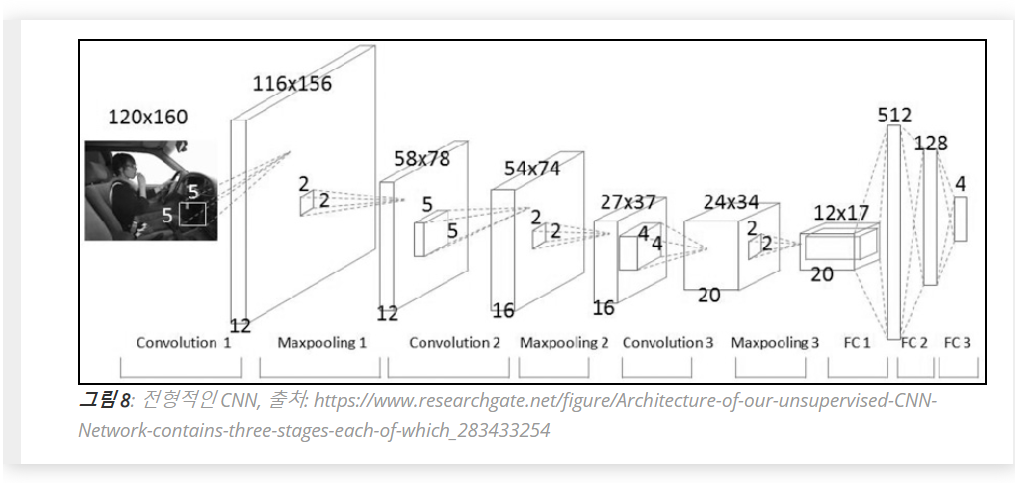 116x156
120x160
512
128
58x78
54x74
4
27x37
24x34
12x17
5
5
2
2
5
5
2
2
4
4
2
2
20
20
16
16
12
12
Convolution 1
Maxpooling 1
Convolution 2
Maxpooling 2
Convolution 3
Maxpooling 3
FC 1
FC 2
FC 3
그림 8: 전형적인 CNN, 출처: https://www.researchgate.net/figure/Architecture-of-our-unsupervised-CNN-
Network-contains-three-stages-each-of-which_283433254